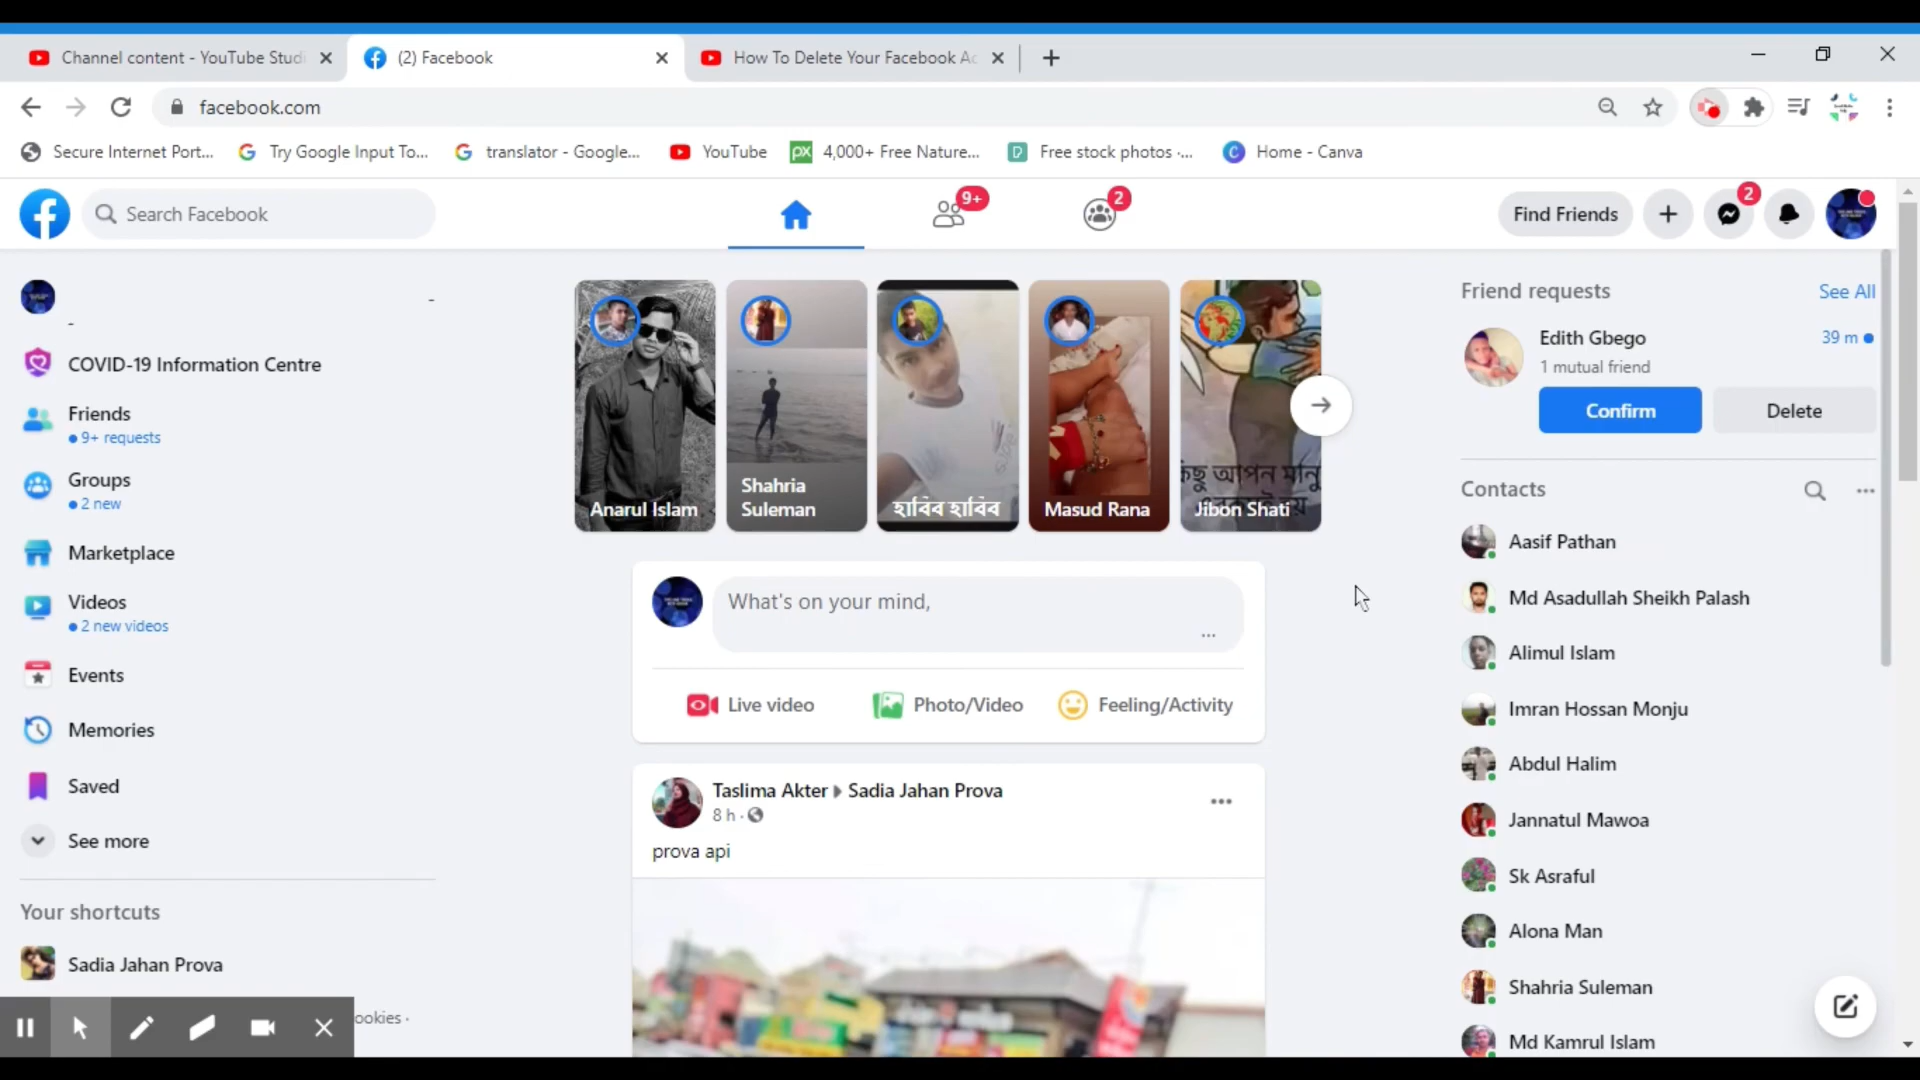 Channel content - YouTube Studi
(2) Facebook
How To Delete Your Facebook Ac
facebook.com
Secure Internet Port...
Try Google Input To...
translator - Google...
YouTube
4,000+ Free Nature...
Free stock photos ·...
Home - Canva
Search Facebook
9+
2
Find Friends
2
-
-
COVID-19 Information Centre
Friends
9+ requests
Groups
2 new
Marketplace
Videos
2 new videos
Events
Memories
Saved
See more
Your shortcuts
Sadia Jahan Prova
ookies ·
Anarul Islam
Shahria
Suleman
হাবিব হাবিব
Masud Rana
কিছু আপন মানু
Jibon Shati
What's on your mind,
...
Live video
Photo/Video
Feeling/Activity
Taslima Akter ▸ Sadia Jahan Prova
8 h ·
prova api
Friend requests
See All
Edith Gbego
39 m
1 mutual friend
Confirm
Delete
Contacts
Aasif Pathan
Md Asadullah Sheikh Palash
Alimul Islam
Imran Hossan Monju
Abdul Halim
Jannatul Mawoa
Sk Asraful
Alona Man
Shahria Suleman
Md Kamrul Islam